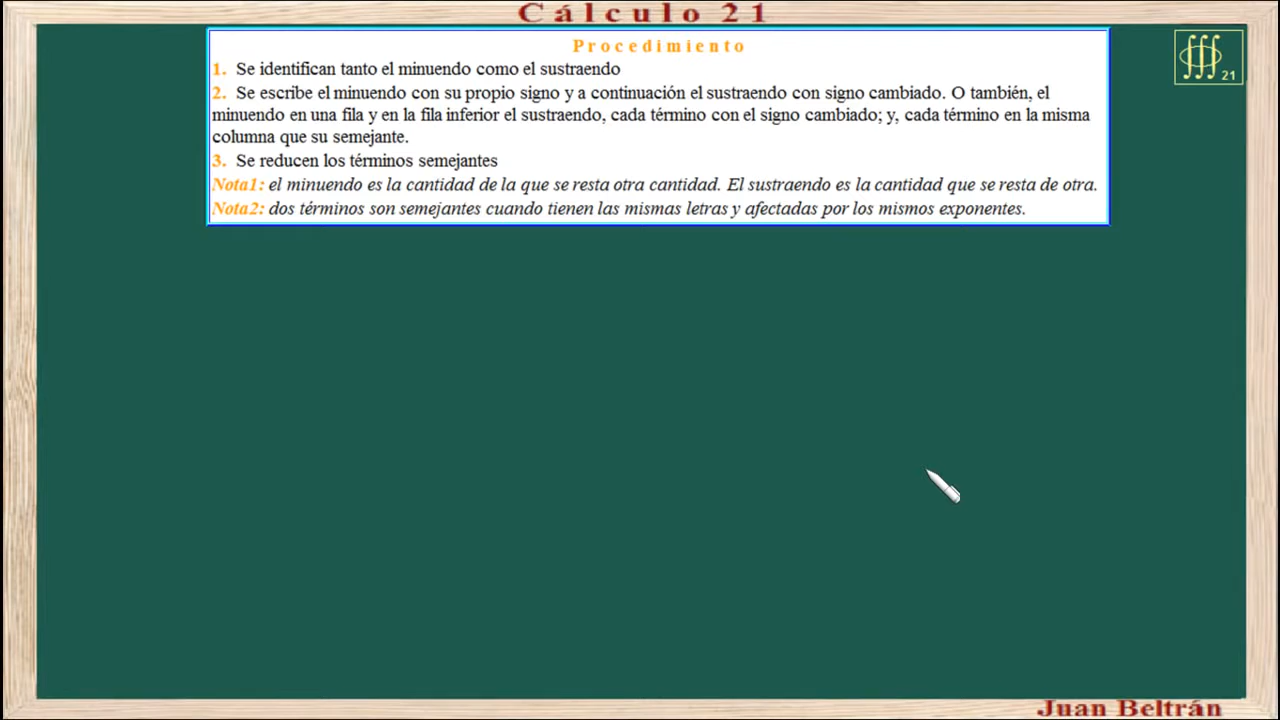 Cálculo 21
Procedimiento
1. Se identifican tanto el minuendo como el sustraendo
2. Se escribe el minuendo con su propio signo y a continuación el sustraendo con signo cambiado. O también, el
minuendo en una fila y en la fila inferior el sustraendo, cada término con el signo cambiado; y, cada término en la misma
columna que su semejante.
3. Se reducen los términos semejantes
Nota1: el minuendo es la cantidad de la que se resta otra cantidad. El sustraendo es la cantidad que se resta de otra.
Nota2: dos términos son semejantes cuando tienen las mismas letras y afectadas por los mismos exponentes.
∫∫∫ 21
Juan Beltrán